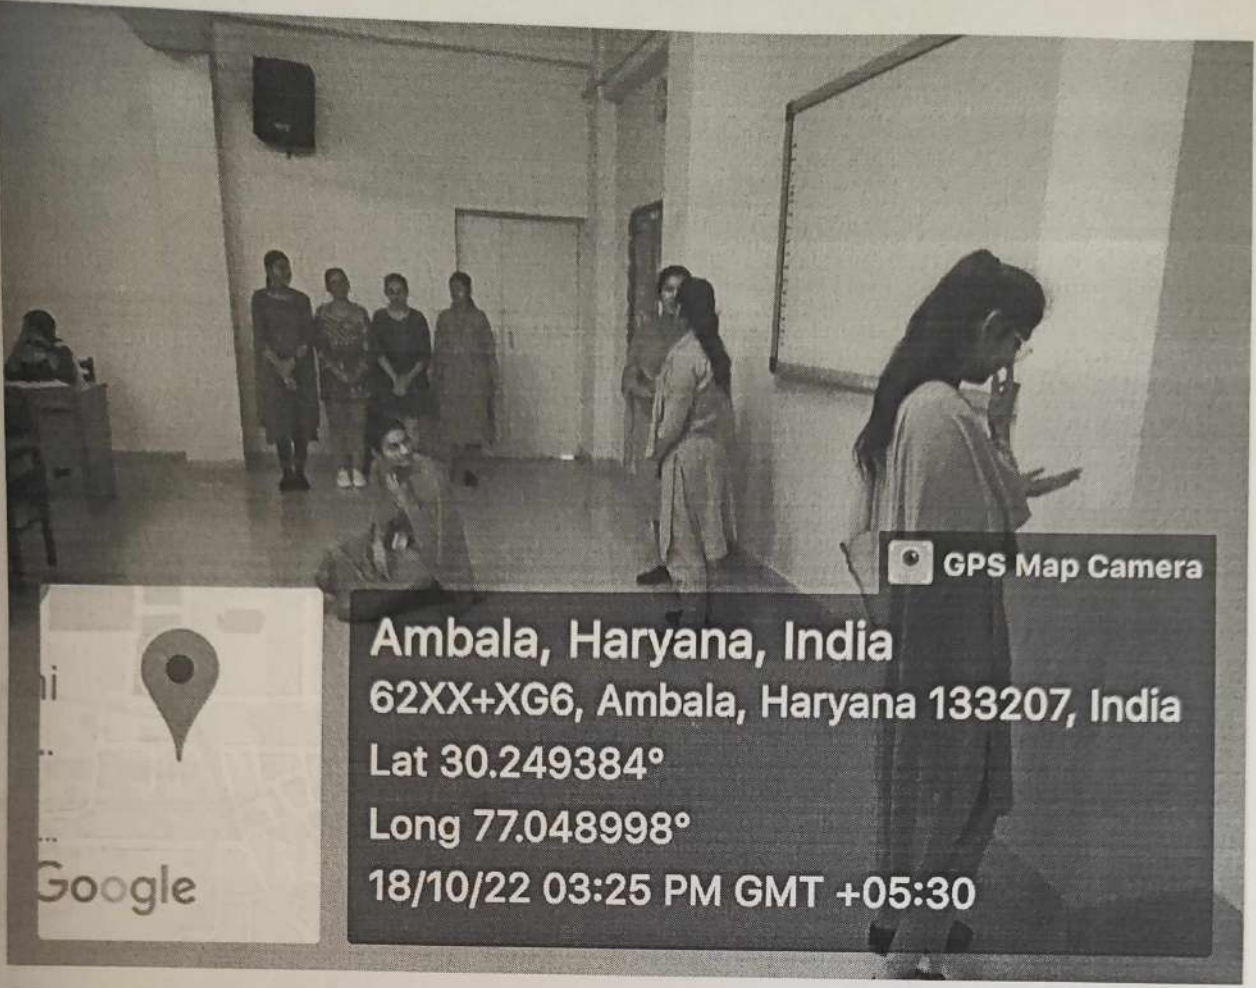 GPS Map Camera
Ambala, Haryana, India
62XX+XG6, Ambala, Haryana 133207, India
Lat 30.249384°
Long 77.048998°
18/10/22 03:25 PM GMT +05:30
Google